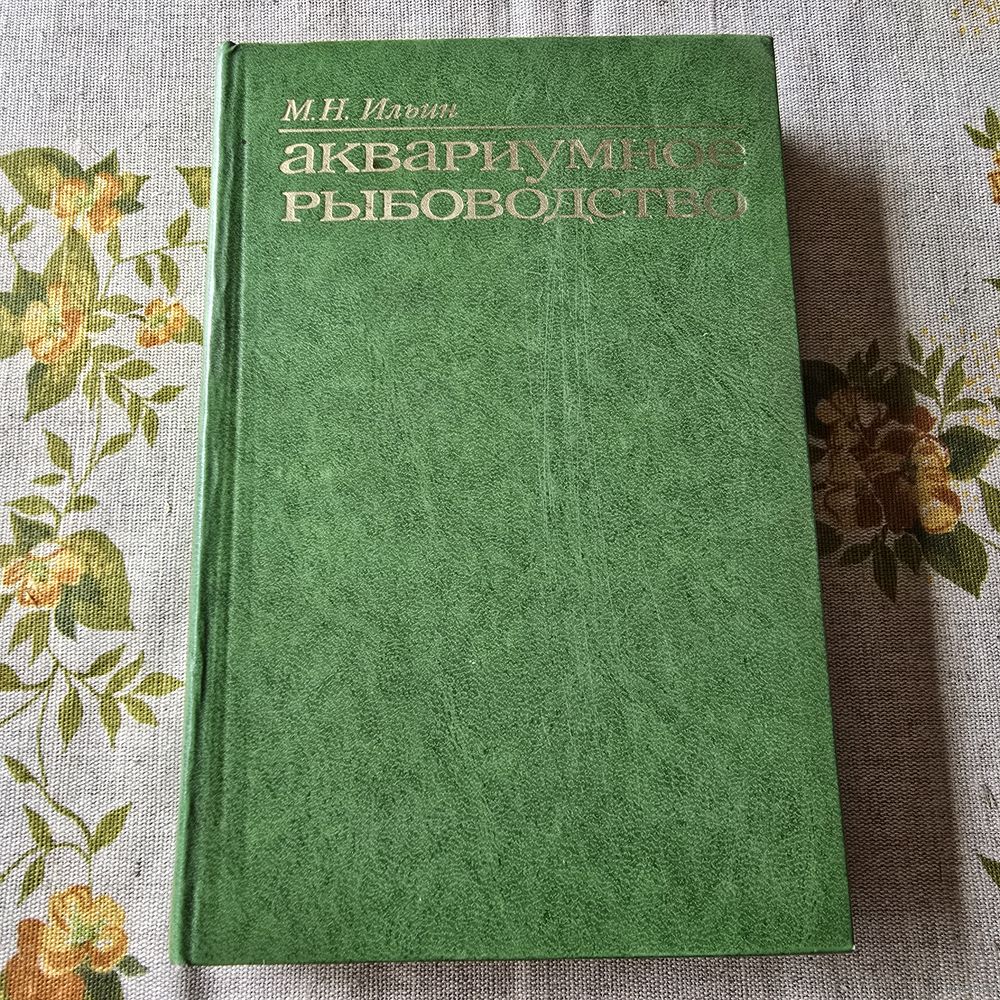 М.Н. Ильин
аквариумное
рыбоводство